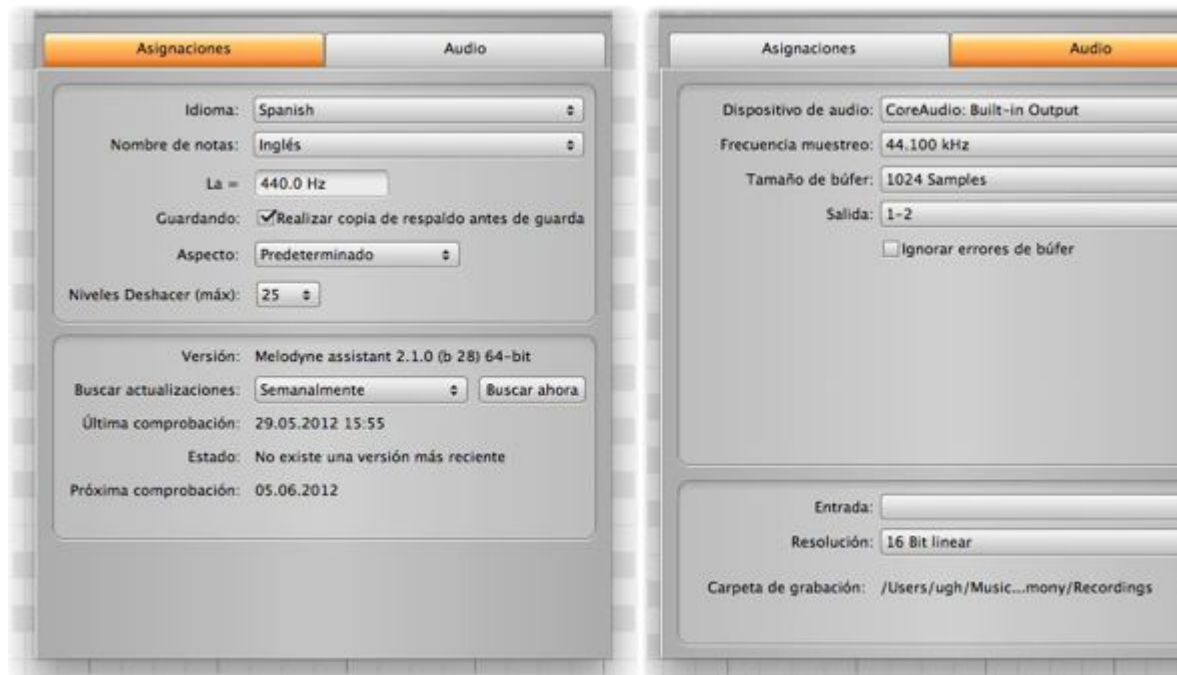 Asignaciones
Audio
Idioma: Spanish
Nombre de notas: Inglés
La = 440.0 Hz
Guardando: Realizar copia de respaldo antes de guarda
Aspecto: Predeterminado
Niveles Deshacer (máx): 25
Versión: Melodyne assistant 2.1.0 (b 28) 64-bit
Buscar actualizaciones: Semanalmente Buscar ahora
Última comprobación: 29.05.2012 15:55
Estado: No existe una versión más reciente
Próxima comprobación: 05.06.2012
Asignaciones
Audio
Dispositivo de audio: CoreAudio: Built-in Output
Frecuencia muestreo: 44.100 kHz
Tamaño de búfer: 1024 Samples
Salida: 1-2
Ignorar errores de búfer
Entrada:
Resolución: 16 Bit linear
Carpeta de grabación: /Users/ugh/Music...mony/Recordings